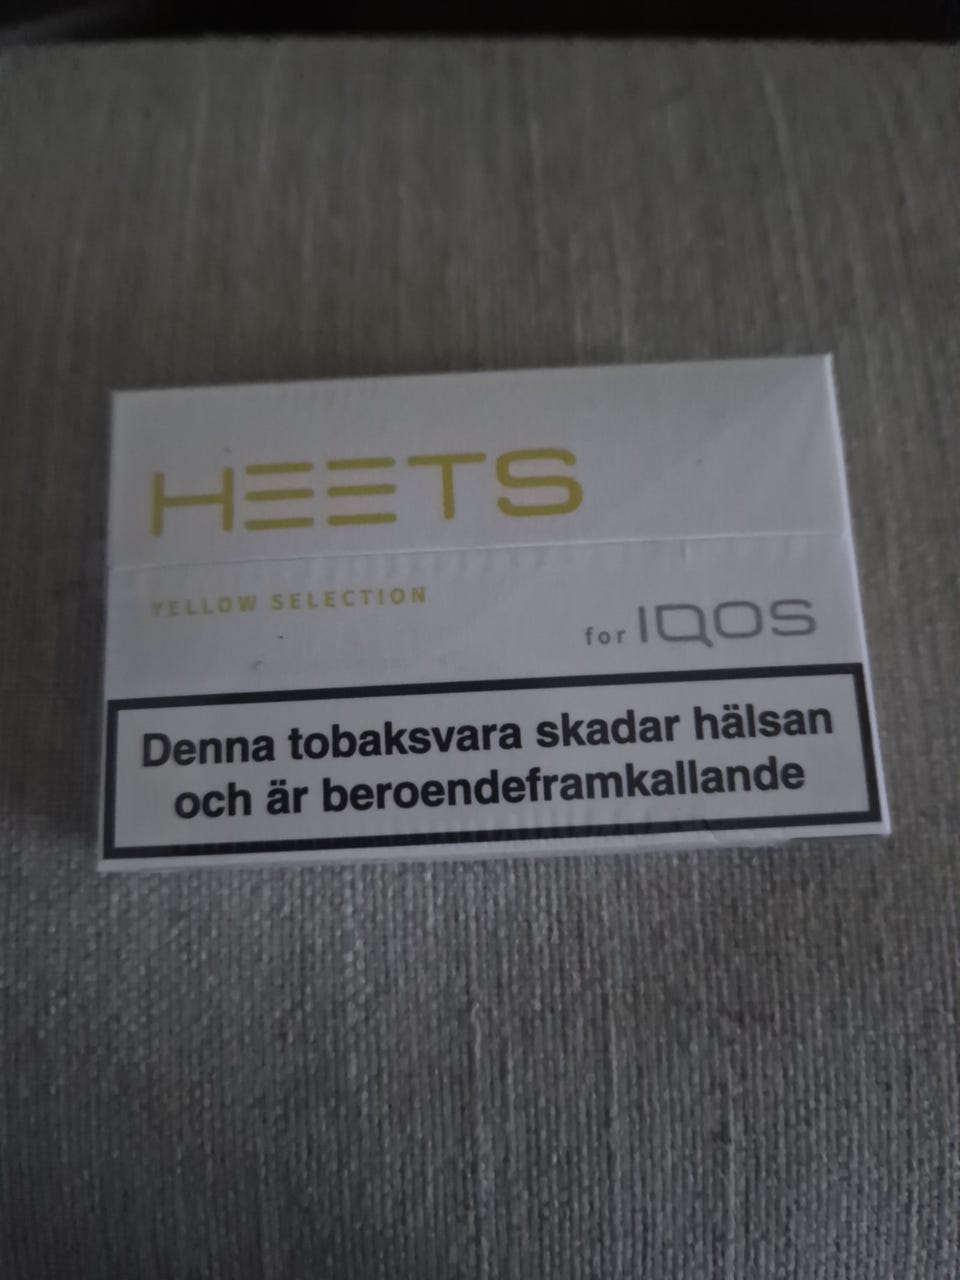 HEETS
YELLOW SELECTION
for IQOS
Denna tobaksvara skadar hälsan
och är beroendeframkallande